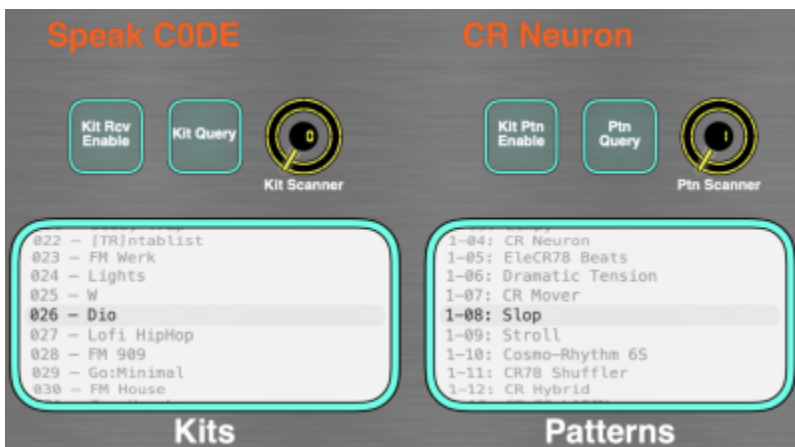 Speak C0DE
Kit Rcv
Enable
Kit Query
0
Kit Scanner
022 – [TR]ntablist
023 – FM Werk
024 – Lights
025 – W
026 – Dio
027 – Lofi HipHop
028 – FM 909
029 – Go:Minimal
030 – FM House
Kits
CR Neuron
Kit Ptn
Enable
Ptn
Query
1
Ptn Scanner
1-04: CR Neuron
1-05: EleCR78 Beats
1-06: Dramatic Tension
1-07: CR Mover
1-08: Slop
1-09: Stroll
1-10: Cosmo-Rhythm 6S
1-11: CR78 Shuffler
1-12: CR Hybrid
Patterns